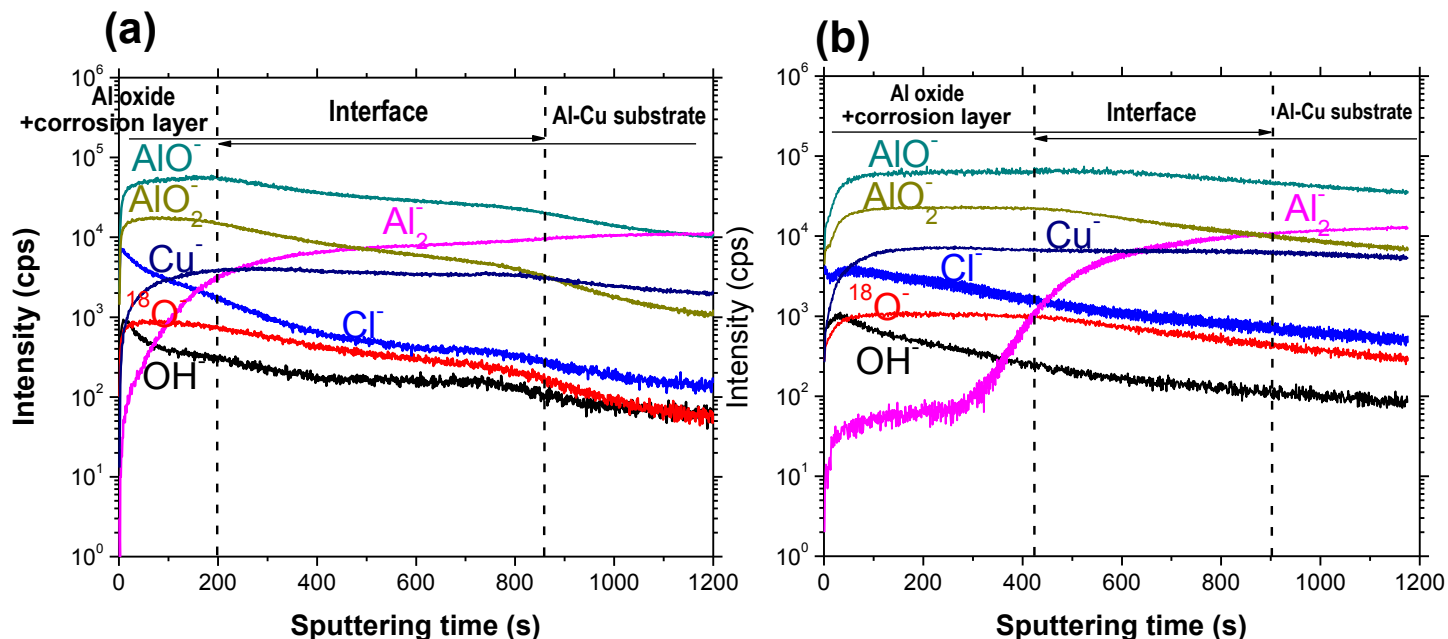 (a)
10⁶
10⁵
10⁴
10³
10²
10¹
10⁰
Intensity (cps)
Al oxide
+corrosion layer
Interface
Al-Cu substrate
AlO⁻
AlO₂⁻
Al₂⁻
Cu⁻
¹⁸O⁻
Cl⁻
OH⁻
0 200 400 600 800 1000 1200
Sputtering time (s)
(b)
10⁶
10⁵
10⁴
10³
10²
10¹
10⁰
Intensity (cps)
Al oxide
+corrosion layer
Interface
Al-Cu substrate
AlO⁻
AlO₂⁻
Al₂⁻
Cu⁻
Cl⁻
¹⁸O⁻
OH⁻
0 200 400 600 800 1000 1200
Sputtering time (s)